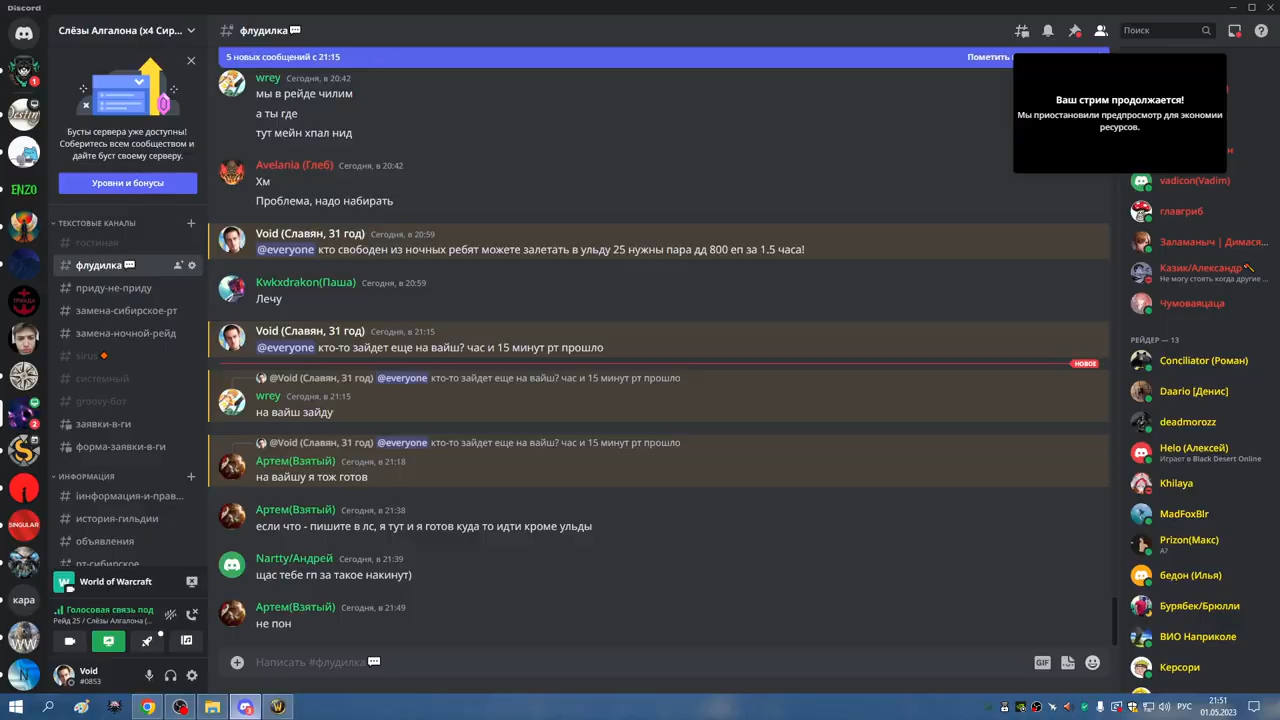 Discord
Слёзы Алгалона (x4 Сир...
флудилка
Поиск
5 новых сообщений с 21:15
Пометить
Ваш стрим продолжается!
Мы приостановили предпросмотр для экономии
ресурсов.
Бусты сервера уже доступны!
Соберитесь всем сообществом и
дайте буст своему серверу.
Уровни и бонусы
ENZO
ТРИАДА
SINGULAR
кара
WW
N
1
2
ТЕКСТОВЫЕ КАНАЛЫ
гостиная
флудилка
приду-не-приду
замена-сибирское-рт
замена-ночной-рейд
sirus
системный
groovy-бот
заявки-в-ги
форма-заявки-в-ги
ИНФОРМАЦИЯ
іинформация-и-прав...
история-гильдии
объявления
рт-сибирское
World of Warcraft
Голосовая связь под
Рейд 25 / Слёзы Алгалона (...
Void
#0853
wrey Сегодня, в 20:42
мы в рейде чилим
а ты где
тут мейн хпал нид
Avelania (Глеб) Сегодня, в 20:42
Хм
Проблема, надо набирать
Void (Славян, 31 год) Сегодня, в 20:59
@everyone кто свободен из ночных ребят можете залетать в ульду 25 нужны пара дд 800 еп за 1.5 часа!
Kwkxdrakon(Паша) Сегодня, в 20:59
Лечу
Void (Славян, 31 год) Сегодня, в 21:15
@everyone кто-то зайдет еще на вайш? час и 15 минут рт прошло
НОВОЕ
@Void (Славян, 31 год) @everyone кто-то зайдет еще на вайш? час и 15 минут рт прошло
wrey Сегодня, в 21:15
на вайш зайду
@Void (Славян, 31 год) @everyone кто-то зайдет еще на вайш? час и 15 минут рт прошло
Артем(Взятый) Сегодня, в 21:18
на вайшу я тож готов
Артем(Взятый) Сегодня, в 21:38
если что - пишите в лс, я тут и я готов куда то идти кроме ульды
Nartty/Андрей Сегодня, в 21:39
щас тебе гп за такое накинут)
Артем(Взятый) Сегодня, в 21:49
не пон
Написать #флудилка
GIF
vadicon(Vadim)
главгриб
Заламаныч | Димася...
Казик/Александр
Не могу стоять когда другие ...
Чумоваяцаца
РЕЙДЕР — 13
Conciliator (Роман)
Daario [Денис]
deadmorozz
Helo (Алексей)
Играет в Black Desert Online
Khilaya
MadFoxBlr
Prizon(Макс)
А?
бедон (Илья)
Бурябек/Брюлли
ВИО Наприколе
Керсори
РУС
21:51
01.05.2023